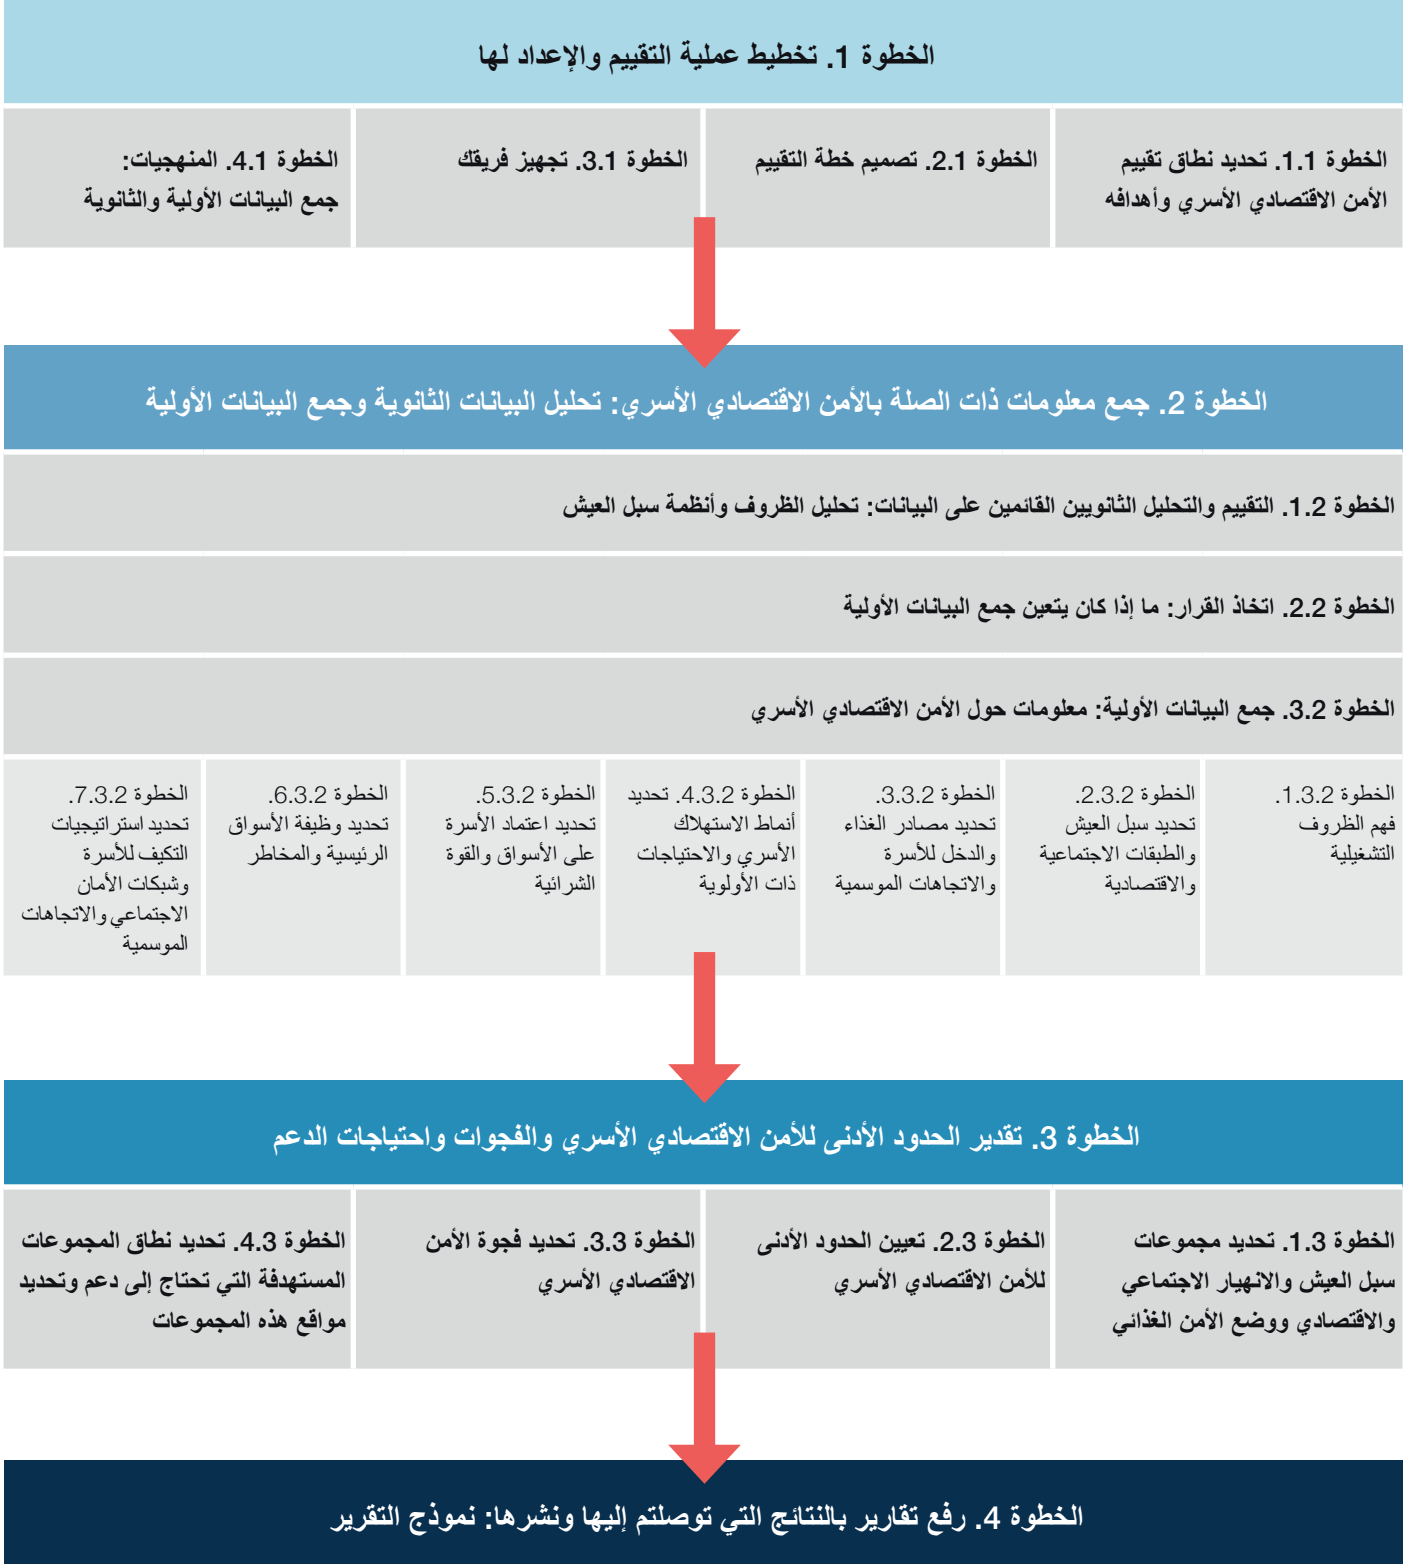 الخطوة 1. تخطيط عملية التقييم والإعداد لها
الخطوة 1.1. تحديد نطاق تقييم
الأمن الاقتصادي الأسري وأهدافه
الخطوة 2.1. تصميم خطة التقييم
الخطوة 3.1. تجهيز فريقك
الخطوة 4.1. المنهجيات:
جمع البيانات الأولية والثانوية
الخطوة 2. جمع معلومات ذات الصلة بالأمن الاقتصادي الأسري: تحليل البيانات الثانوية وجمع البيانات الأولية
الخطوة 1.2. التقييم والتحليل الثانويين القائمين على البيانات: تحليل الظروف وأنظمة سبل العيش
الخطوة 2.2. اتخاذ القرار: ما إذا كان يتعين جمع البيانات الأولية
الخطوة 3.2. جمع البيانات الأولية: معلومات حول الأمن الاقتصادي الأسري
الخطوة 1.3.2.
فهم الظروف
التشغيلية
الخطوة 2.3.2.
تحديد سبل العيش
والطبقات الاجتماعية
والاقتصادية
الخطوة 3.3.2.
تحديد مصادر الغذاء
والدخل للأسرة
والاتجاهات الموسمية
الخطوة 4.3.2. تحديد
أنماط الاستهلاك
الأسري والاحتياجات
ذات الأولوية
الخطوة 5.3.2.
تحديد اعتماد الأسرة
على الأسواق والقوة
الشرائية
الخطوة 6.3.2.
تحديد وظيفة الأسواق
الرئيسية والمخاطر
الخطوة 7.3.2.
تحديد استراتيجيات
التكيف للأسرة
وشبكات الأمان
الاجتماعي والاتجاهات
الموسمية
الخطوة 3. تقدير الحدود الأدنى للأمن الاقتصادي الأسري والفجوات واحتياجات الدعم
الخطوة 1.3. تحديد مجموعات
سبل العيش والانهيار الاجتماعي
والاقتصادي ووضع الأمن الغذائي
الخطوة 2.3. تعيين الحدود الأدنى
للأمن الاقتصادي الأسري
الخطوة 3.3. تحديد فجوة الأمن
الاقتصادي الأسري
الخطوة 4.3. تحديد نطاق المجموعات
المستهدفة التي تحتاج إلى دعم وتحديد
مواقع هذه المجموعات
الخطوة 4. رفع تقارير بالنتائج التي توصلتم إليها ونشرها: نموذج التقرير